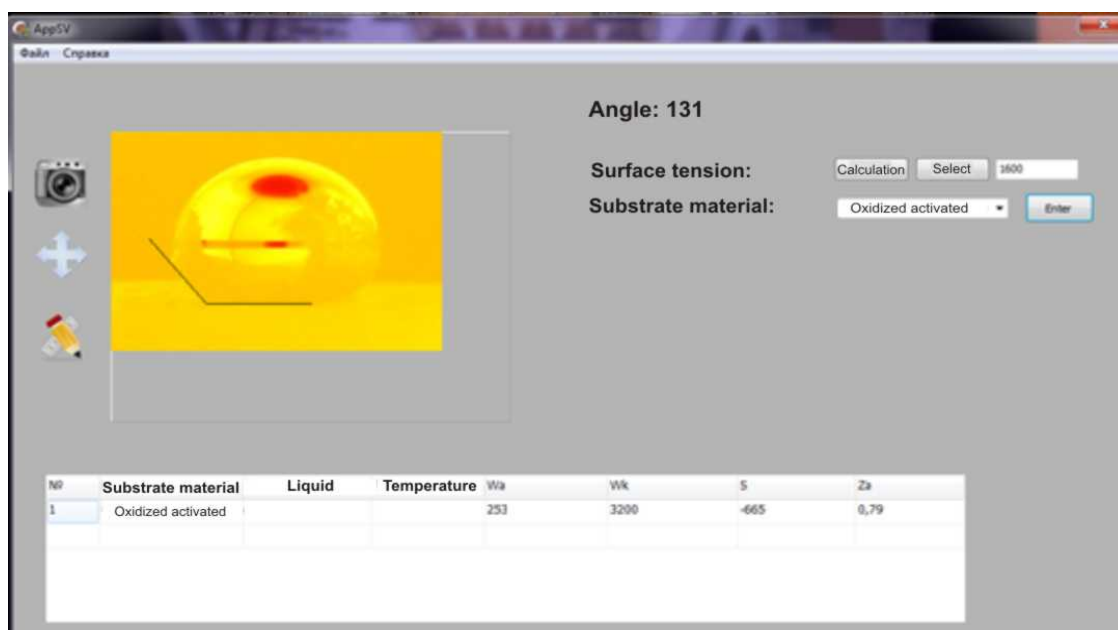 AppSV
Файл Справка
Angle: 131
Surface tension: Calculation Select 1600
Substrate material: Oxidized activated Enter
№ Substrate material Liquid Temperature Wa Wk S Za
1 Oxidized activated 253 3200 -665 0,79